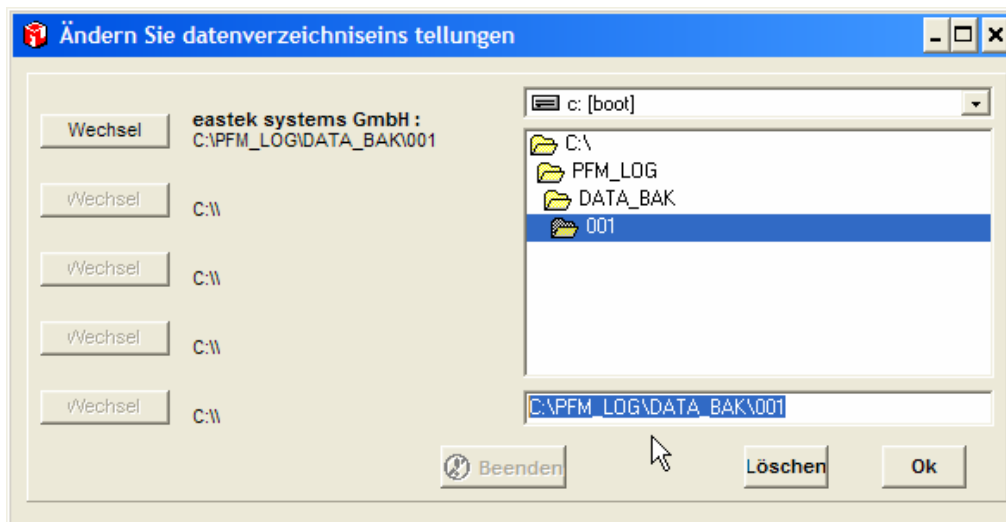 Ändern Sie datenverzeichniseins tellungen
Wechsel
eastek systems GmbH :
C:\PFM_LOG\DATA_BAK\001
Wechsel
C:\\
Wechsel
C:\\
Wechsel
C:\\
Wechsel
C:\\
c: [boot]
C:\
PFM_LOG
DATA_BAK
001
C:\PFM_LOG\DATA_BAK\001
Beenden
Löschen
Ok